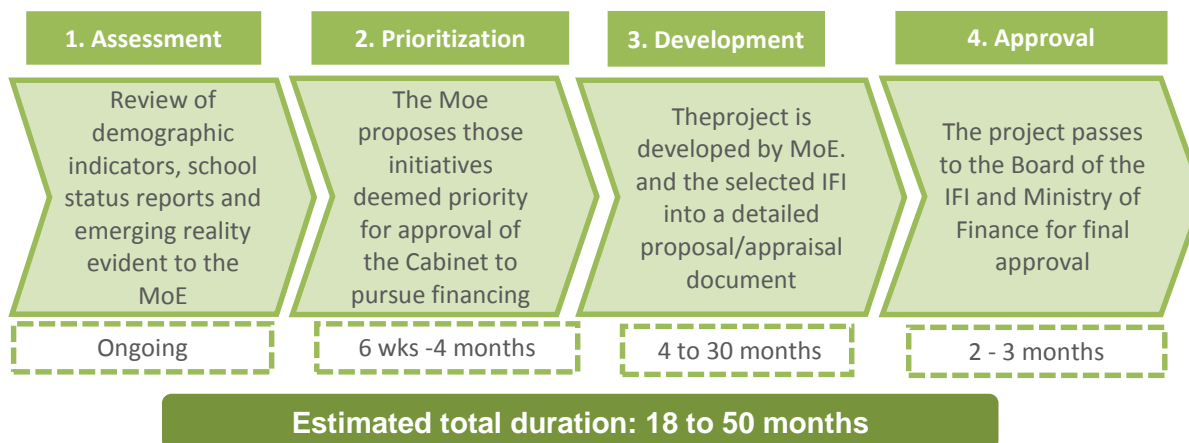 1. Assessment
Review of
demographic
indicators, school
status reports and
emerging reality
evident to the
MoE
Ongoing
2. Prioritization
The Moe
proposes those
initiatives
deemed priority
for approval of
the Cabinet to
pursue financing
6 wks -4 months
3. Development
Theproject is
developed by MoE.
and the selected IFI
into a detailed
proposal/appraisal
document
4 to 30 months
4. Approval
The project passes
to the Board of the
IFI and Ministry of
Finance for final
approval
2 - 3 months
Estimated total duration: 18 to 50 months